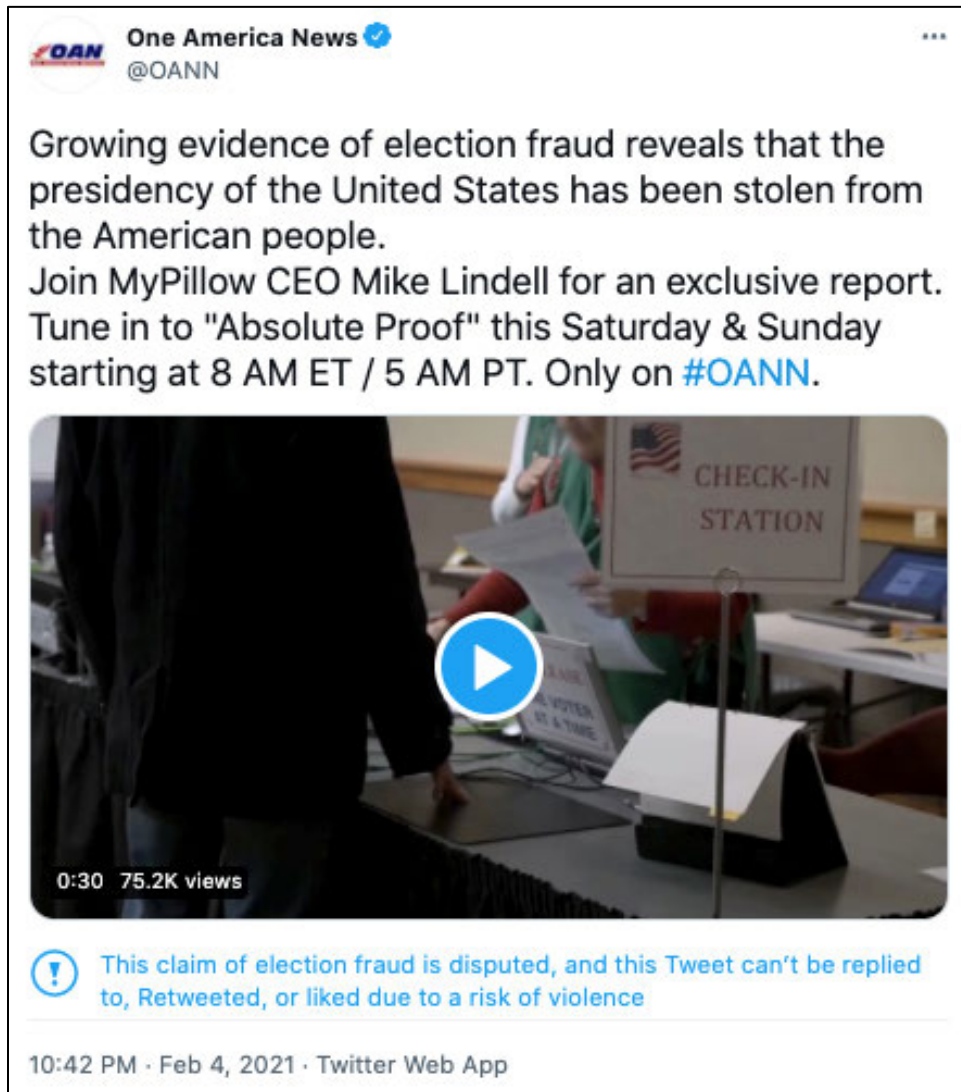 OAN
One America News
@OANN
Growing evidence of election fraud reveals that the
presidency of the United States has been stolen from
the American people.
Join MyPillow CEO Mike Lindell for an exclusive report.
Tune in to "Absolute Proof" this Saturday & Sunday
starting at 8 AM ET / 5 AM PT. Only on #OANN.
CHECK-IN
STATION
VOTER
AT A TIME
0:30 75.2K views
This claim of election fraud is disputed, and this Tweet can't be replied
to, Retweeted, or liked due to a risk of violence
10:42 PM · Feb 4, 2021 · Twitter Web App